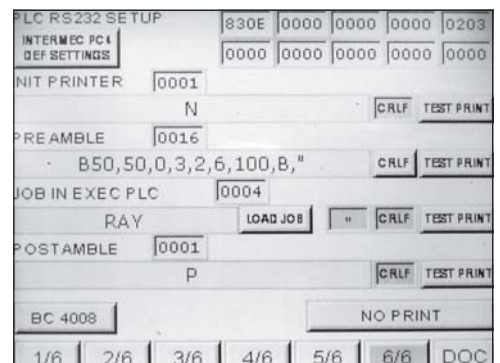 PLC RS232 SETUP 830E 0000 0000 0000 0203
INTERMEC PC4
DEF SETTINGS 0000 0000 0000 0000 0000
INIT PRINTER 0001
N CRLF TEST PRINT
PREAMBLE 0016
B50,50,0,3,2,6,100,B," CRLF TEST PRINT
JOB IN EXEC PLC 0004
RAY LOAD JOB " CRLF TEST PRINT
POSTAMBLE 0001
P CRLF TEST PRINT
BC 4008 NO PRINT
1/6 2/6 3/6 4/6 5/6 6/6 DOC